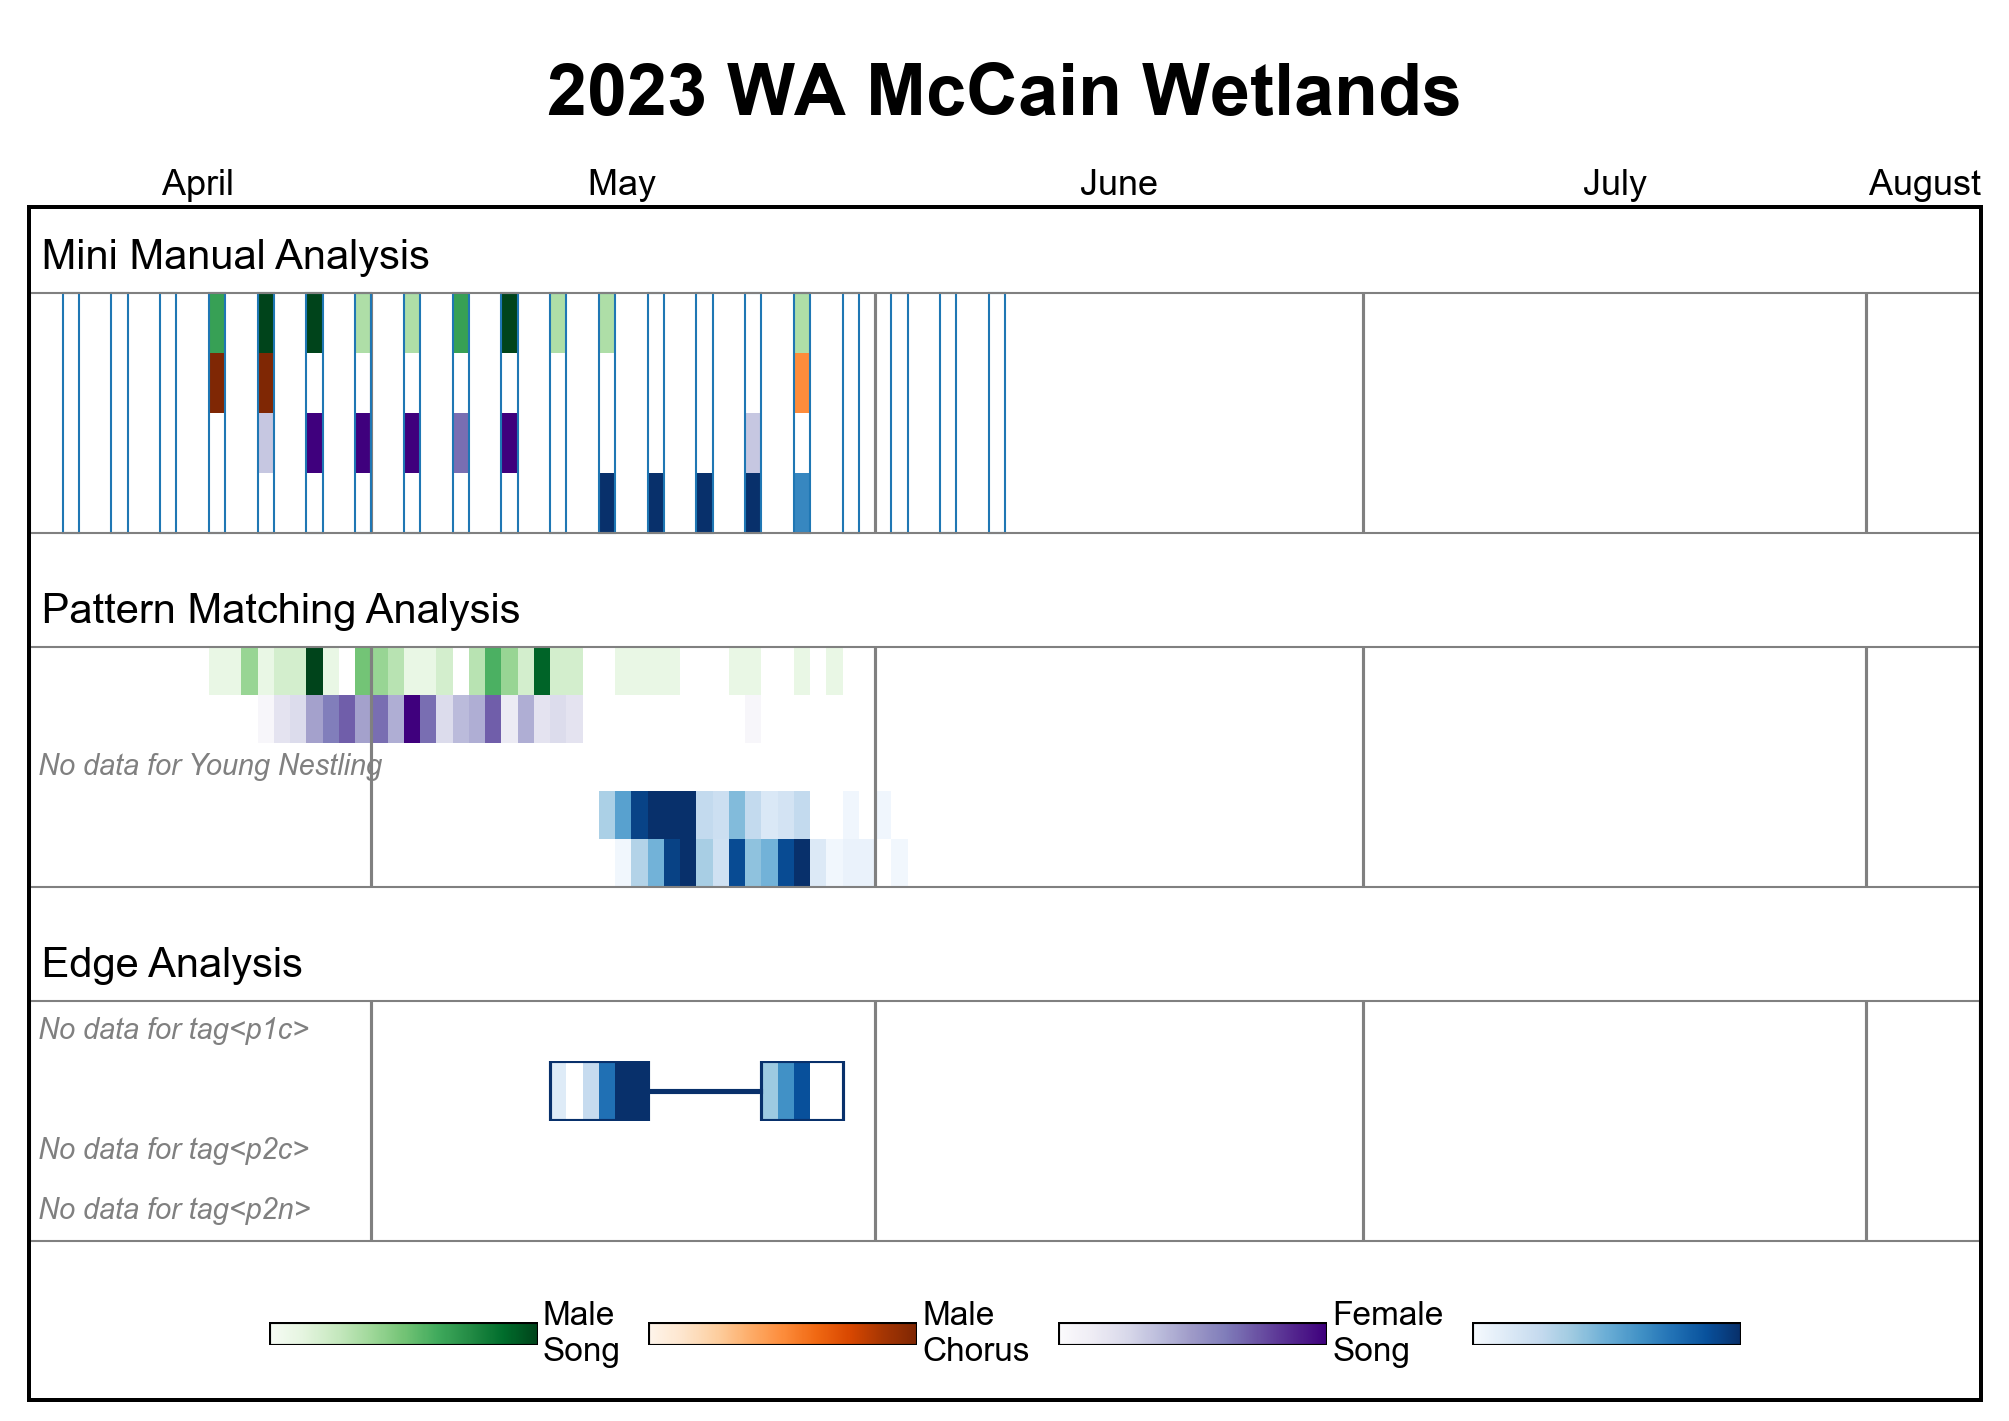 2023 WA McCain Wetlands
April May June July August
Mini Manual Analysis
Pattern Matching Analysis
No data for Young Nestling
Edge Analysis
No data for tag<p1c>
No data for tag<p2c>
No data for tag<p2n>
Male Male Female
Song Chorus Song